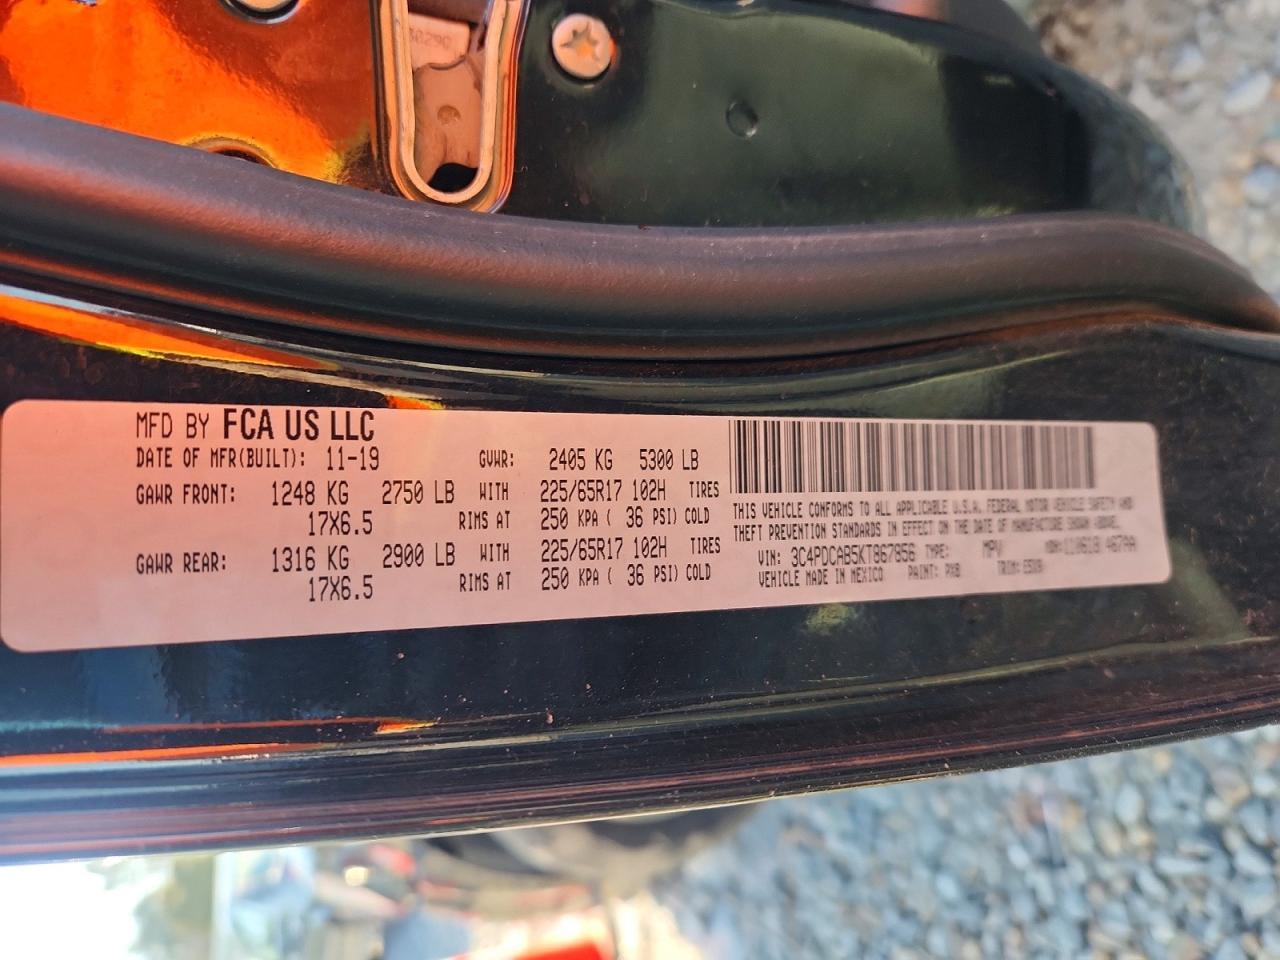 30290
MFD BY FCA US LLC
DATE OF MFR(BUILT): 11-19 GVWR: 2405 KG 5300 LB
GAWR FRONT: 1248 KG 2750 LB WITH 225/65R17 102H TIRES
17X6.5 RIMS AT 250 KPA ( 36 PSI) COLD
GAWR REAR: 1316 KG 2900 LB WITH 225/65R17 102H TIRES
17X6.5 RIMS AT 250 KPA ( 36 PSI) COLD
THIS VEHICLE CONFORMS TO ALL APPLICABLE U.S.A. FEDERAL MOTOR VEHICLE SAFETY AND
THEFT PREVENTION STANDARDS IN EFFECT ON THE DATE OF MANUFACTURE SHOWN ABOVE.
VIN: 3C4PDCAB5KT867856 TYPE: MPV MDH:
VEHICLE MADE IN MEXICO PAINT: PX8 TRIM: